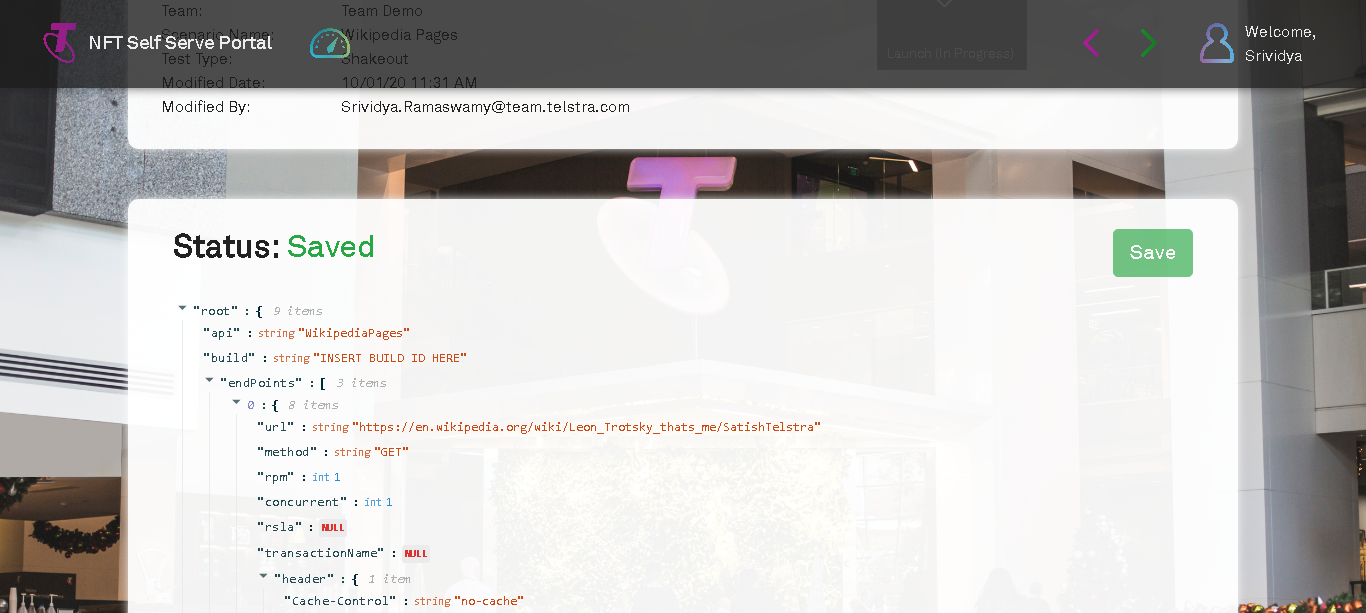 Team: Team Demo
NFT Self Serve Portal
Scenario Name: Wikipedia Pages
Test Type: Shakeout
Launch (In Progress)
Welcome,
Srividya
Modified Date: 10/01/20 11:31 AM
Modified By: Srividya.Ramaswamy@team.telstra.com
Status: Saved
Save
"root" : { 9 items
"api" : string "WikipediaPages"
"build" : string "INSERT BUILD ID HERE"
"endPoints" : [ 3 items
0 : { 8 items
"url" : string "https://en.wikipedia.org/wiki/Leon_Trotsky_thats_me/SatishTelstra"
"method" : string "GET"
"rpm" : int 1
"concurrent" : int 1
"rsla" : NULL
"transactionName" : NULL
"header" : { 1 item
"Cache-Control" : string "no-cache"